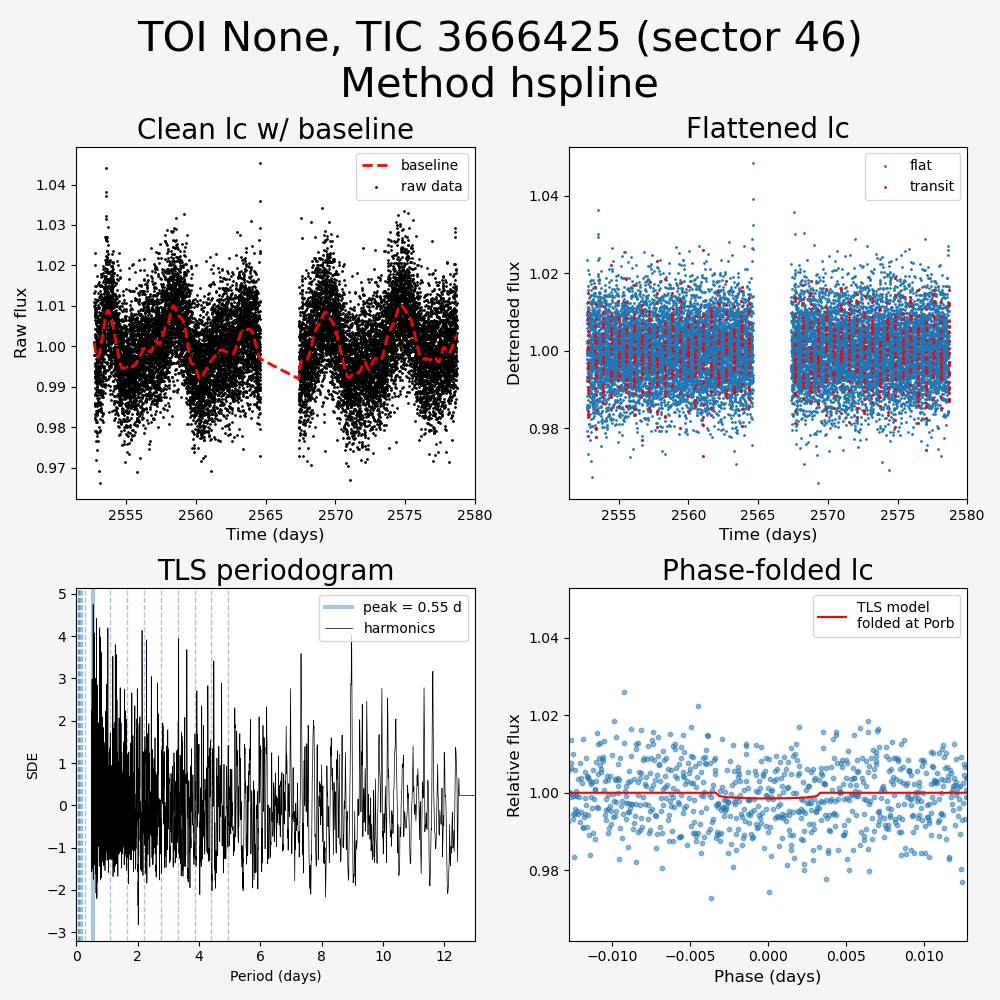 TOI None, TIC 3666425 (sector 46)
Method hspline
Clean lc w/ baseline
Raw flux
1.04
1.03
1.02
1.01
1.00
0.99
0.98
0.97
baseline
raw data
2555
2560
2565
2570
2575
2580
Time (days)
Flattened lc
Detrended flux
1.04
1.02
1.00
0.98
flat
transit
2555
2560
2565
2570
2575
2580
Time (days)
TLS periodogram
SDE
5
4
3
2
1
0
−1
−2
−3
peak = 0.55 d
harmonics
0
2
4
6
8
10
12
Period (days)
Phase-folded lc
Relative flux
1.04
1.02
1.00
0.98
TLS model
folded at Porb
−0.010
−0.005
0.000
0.005
0.010
Phase (days)